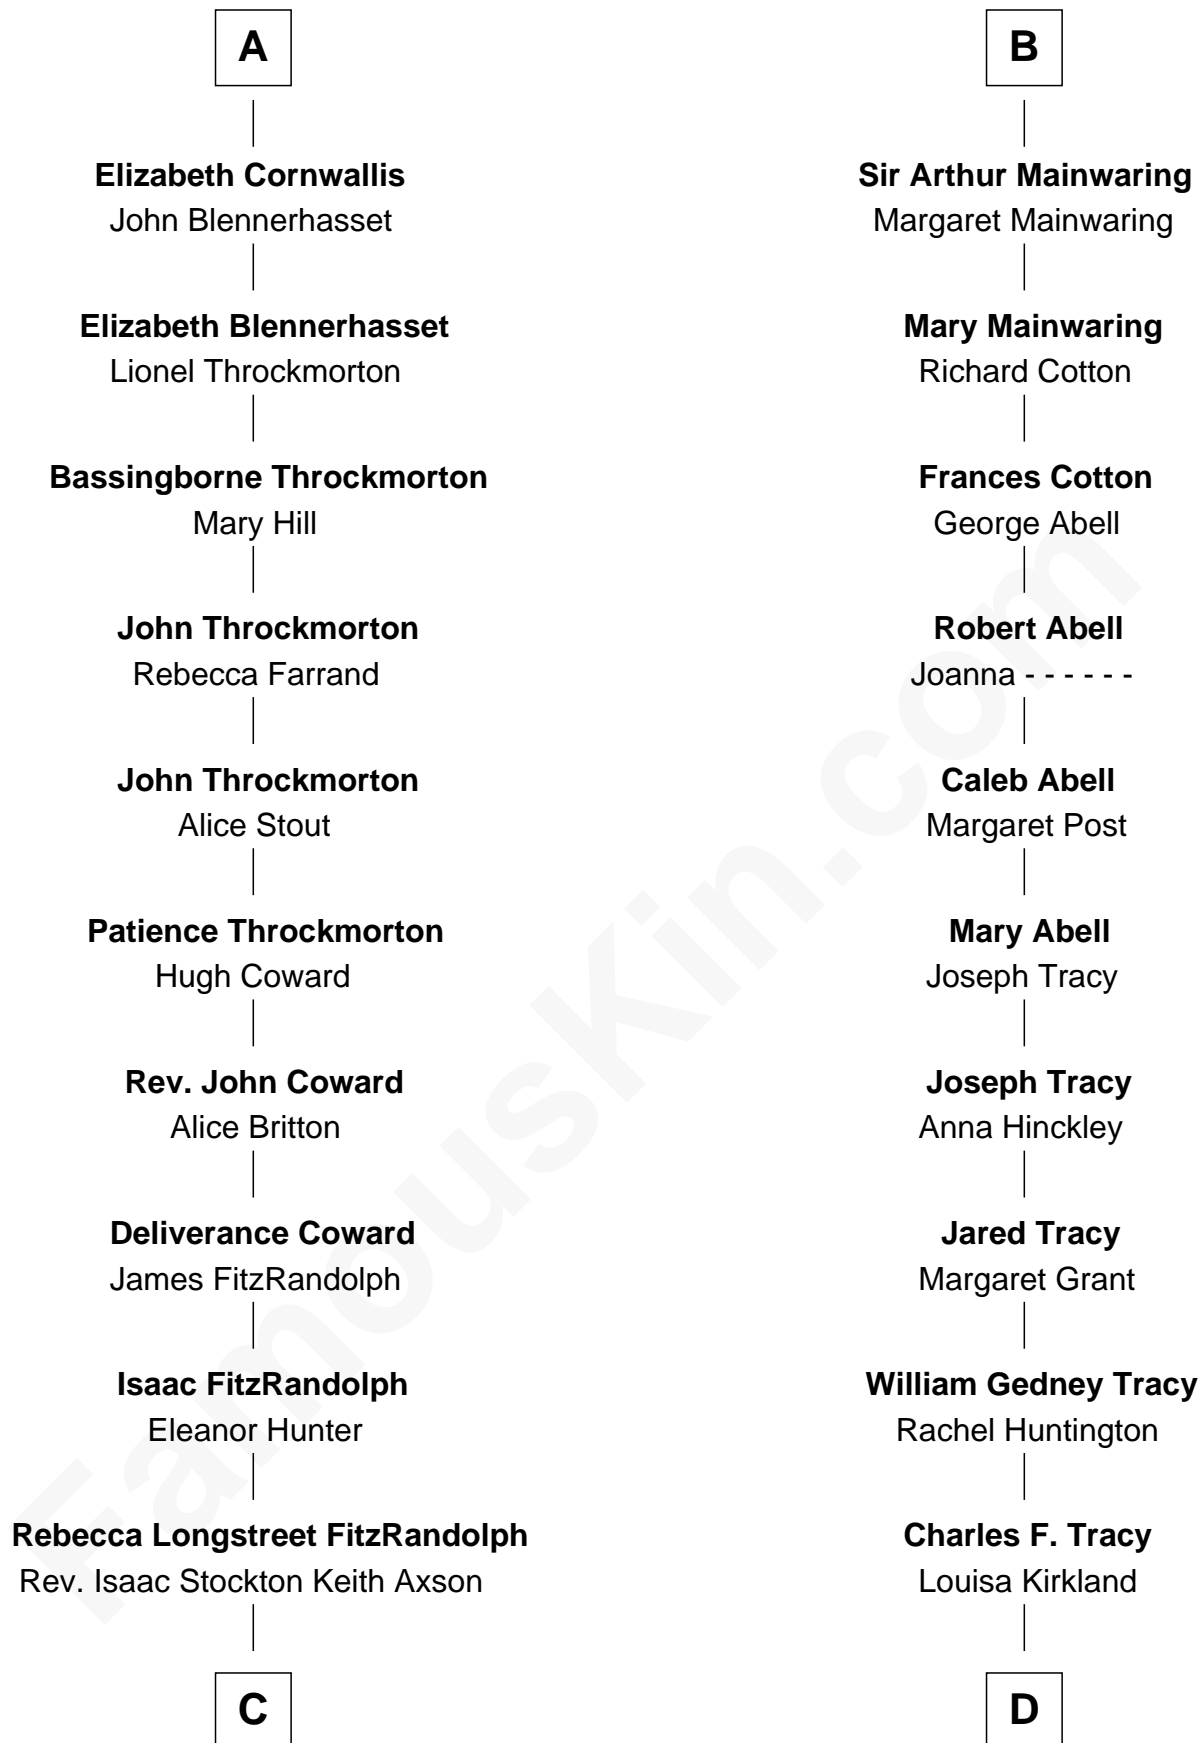 A
Elizabeth Cornwallis
John Blennerhasset
Elizabeth Blennerhasset
Lionel Throckmorton
Bassingborne Throckmorton
Mary Hill
John Throckmorton
Rebecca Farrand
John Throckmorton
Alice Stout
Patience Throckmorton
Hugh Coward
Rev. John Coward
Alice Britton
Deliverance Coward
James FitzRandolph
Isaac FitzRandolph
Eleanor Hunter
Rebecca Longstreet FitzRandolph
Rev. Isaac Stockton Keith Axson
C
B
Sir Arthur Mainwaring
Margaret Mainwaring
Mary Mainwaring
Richard Cotton
Frances Cotton
George Abell
Robert Abell
Joanna - - - - - -
Caleb Abell
Margaret Post
Mary Abell
Joseph Tracy
Joseph Tracy
Anna Hinckley
Jared Tracy
Margaret Grant
William Gedney Tracy
Rachel Huntington
Charles F. Tracy
Louisa Kirkland
D
FamousKin.com